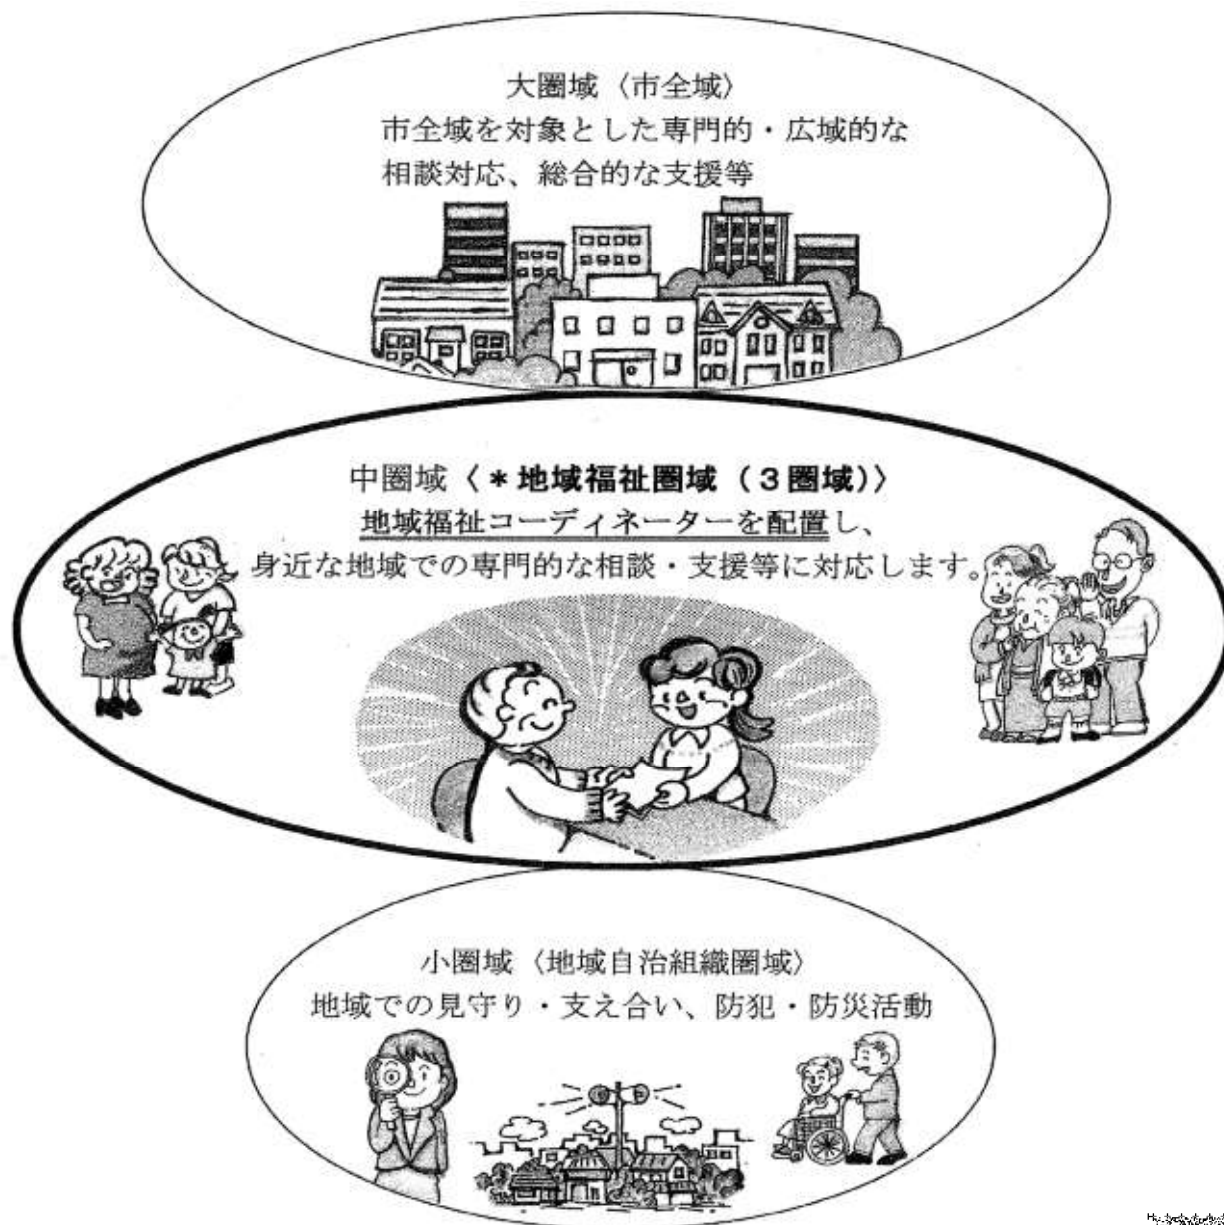 大圏域〈市全域〉
市全域を対象とした専門的・広域的な
相談対応、総合的な支援等
中圏域〈＊地域福祉圏域（３圏域）〉
地域福祉コーディネーターを配置し、
身近な地域での専門的な相談・支援等に対応します。
小圏域〈地域自治組織圏域〉
地域での見守り・支え合い、防犯・防災活動